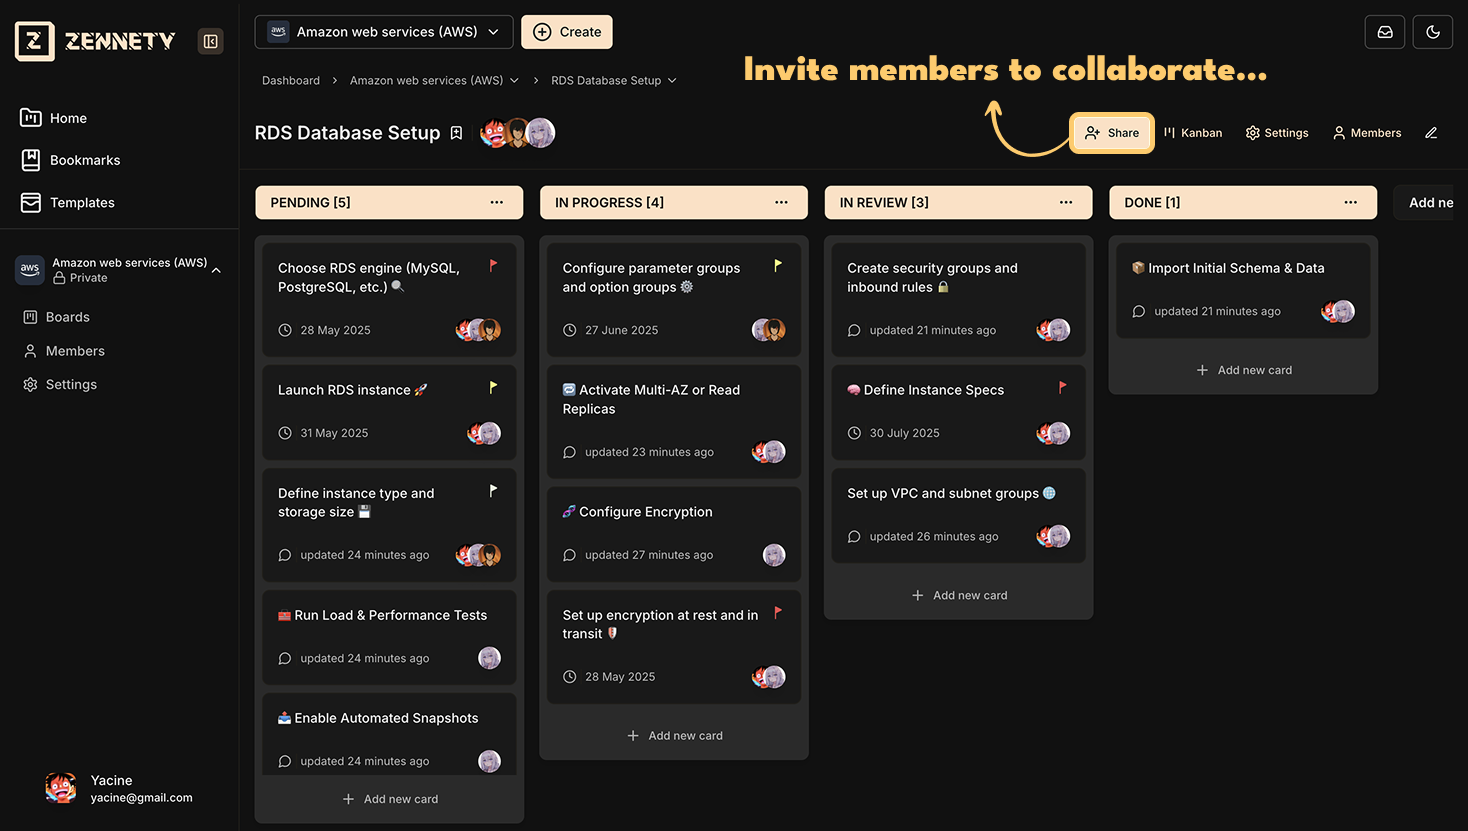 ZENNETY
aws Amazon web services (AWS)
Create
Invite members to collaborate...
Dashboard > Amazon web services (AWS) > RDS Database Setup
RDS Database Setup
Share
Kanban
Settings
Members
Home
Bookmarks
Templates
aws Amazon web services (AWS)
Private
Boards
Members
Settings
PENDING [5]
Choose RDS engine (MySQL,
PostgreSQL, etc.) 🔍
28 May 2025
Launch RDS instance 🚀
31 May 2025
Define instance type and
storage size 💾
updated 24 minutes ago
🧰 Run Load & Performance Tests
updated 24 minutes ago
📤 Enable Automated Snapshots
updated 24 minutes ago
+ Add new card
IN PROGRESS [4]
Configure parameter groups
and option groups ⚙️
27 June 2025
🔁 Activate Multi-AZ or Read
Replicas
updated 23 minutes ago
🧬 Configure Encryption
updated 27 minutes ago
Set up encryption at rest and in
transit 🛡️
28 May 2025
+ Add new card
IN REVIEW [3]
Create security groups and
inbound rules 🔒
updated 21 minutes ago
🧠 Define Instance Specs
30 July 2025
Set up VPC and subnet groups 🌐
updated 26 minutes ago
+ Add new card
DONE [1]
📦 Import Initial Schema & Data
updated 21 minutes ago
+ Add new card
Add ne
Yacine
yacine@gmail.com